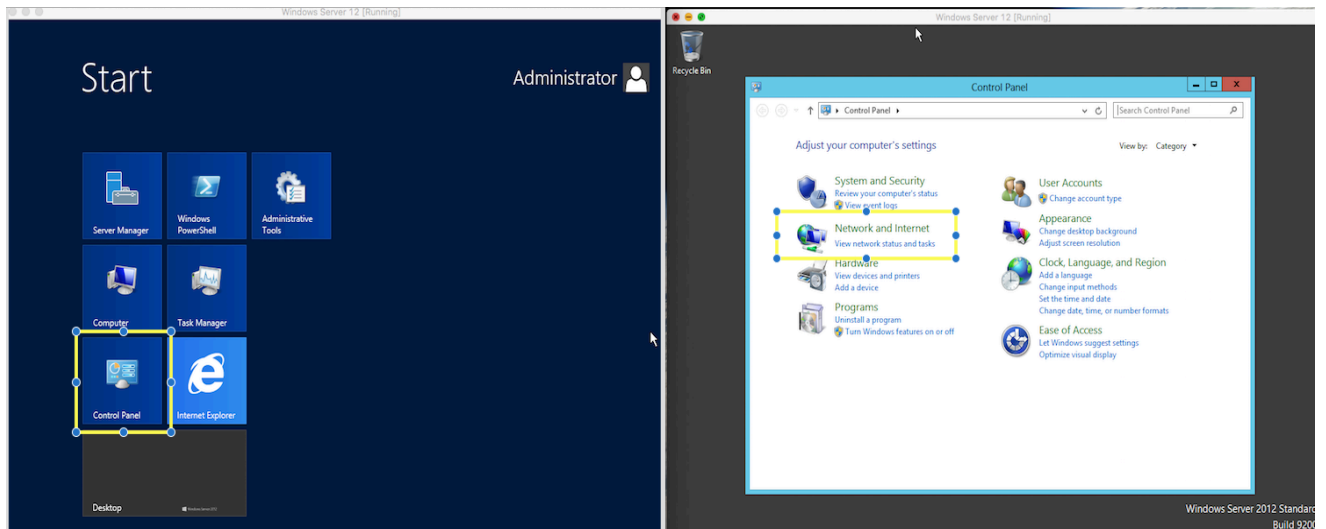 Windows Server 12 [Running]
Start
Administrator
Server Manager
Windows PowerShell
Administrative Tools
Computer
Task Manager
Control Panel
Internet Explorer
Desktop
Windows Server 12 [Running]
Recycle Bin
Control Panel
Control Panel
Search Control Panel
Adjust your computer's settings
View by: Category
System and Security
Review your computer's status
View event logs
Network and Internet
View network status and tasks
Hardware
View devices and printers
Add a device
Programs
Uninstall a program
Turn Windows features on or off
User Accounts
Change account type
Appearance
Change desktop background
Adjust screen resolution
Clock, Language, and Region
Add a language
Change input methods
Set the time and date
Change date, time, or number formats
Ease of Access
Let Windows suggest settings
Optimize visual display
Windows Server 2012 Standard
Build 9200